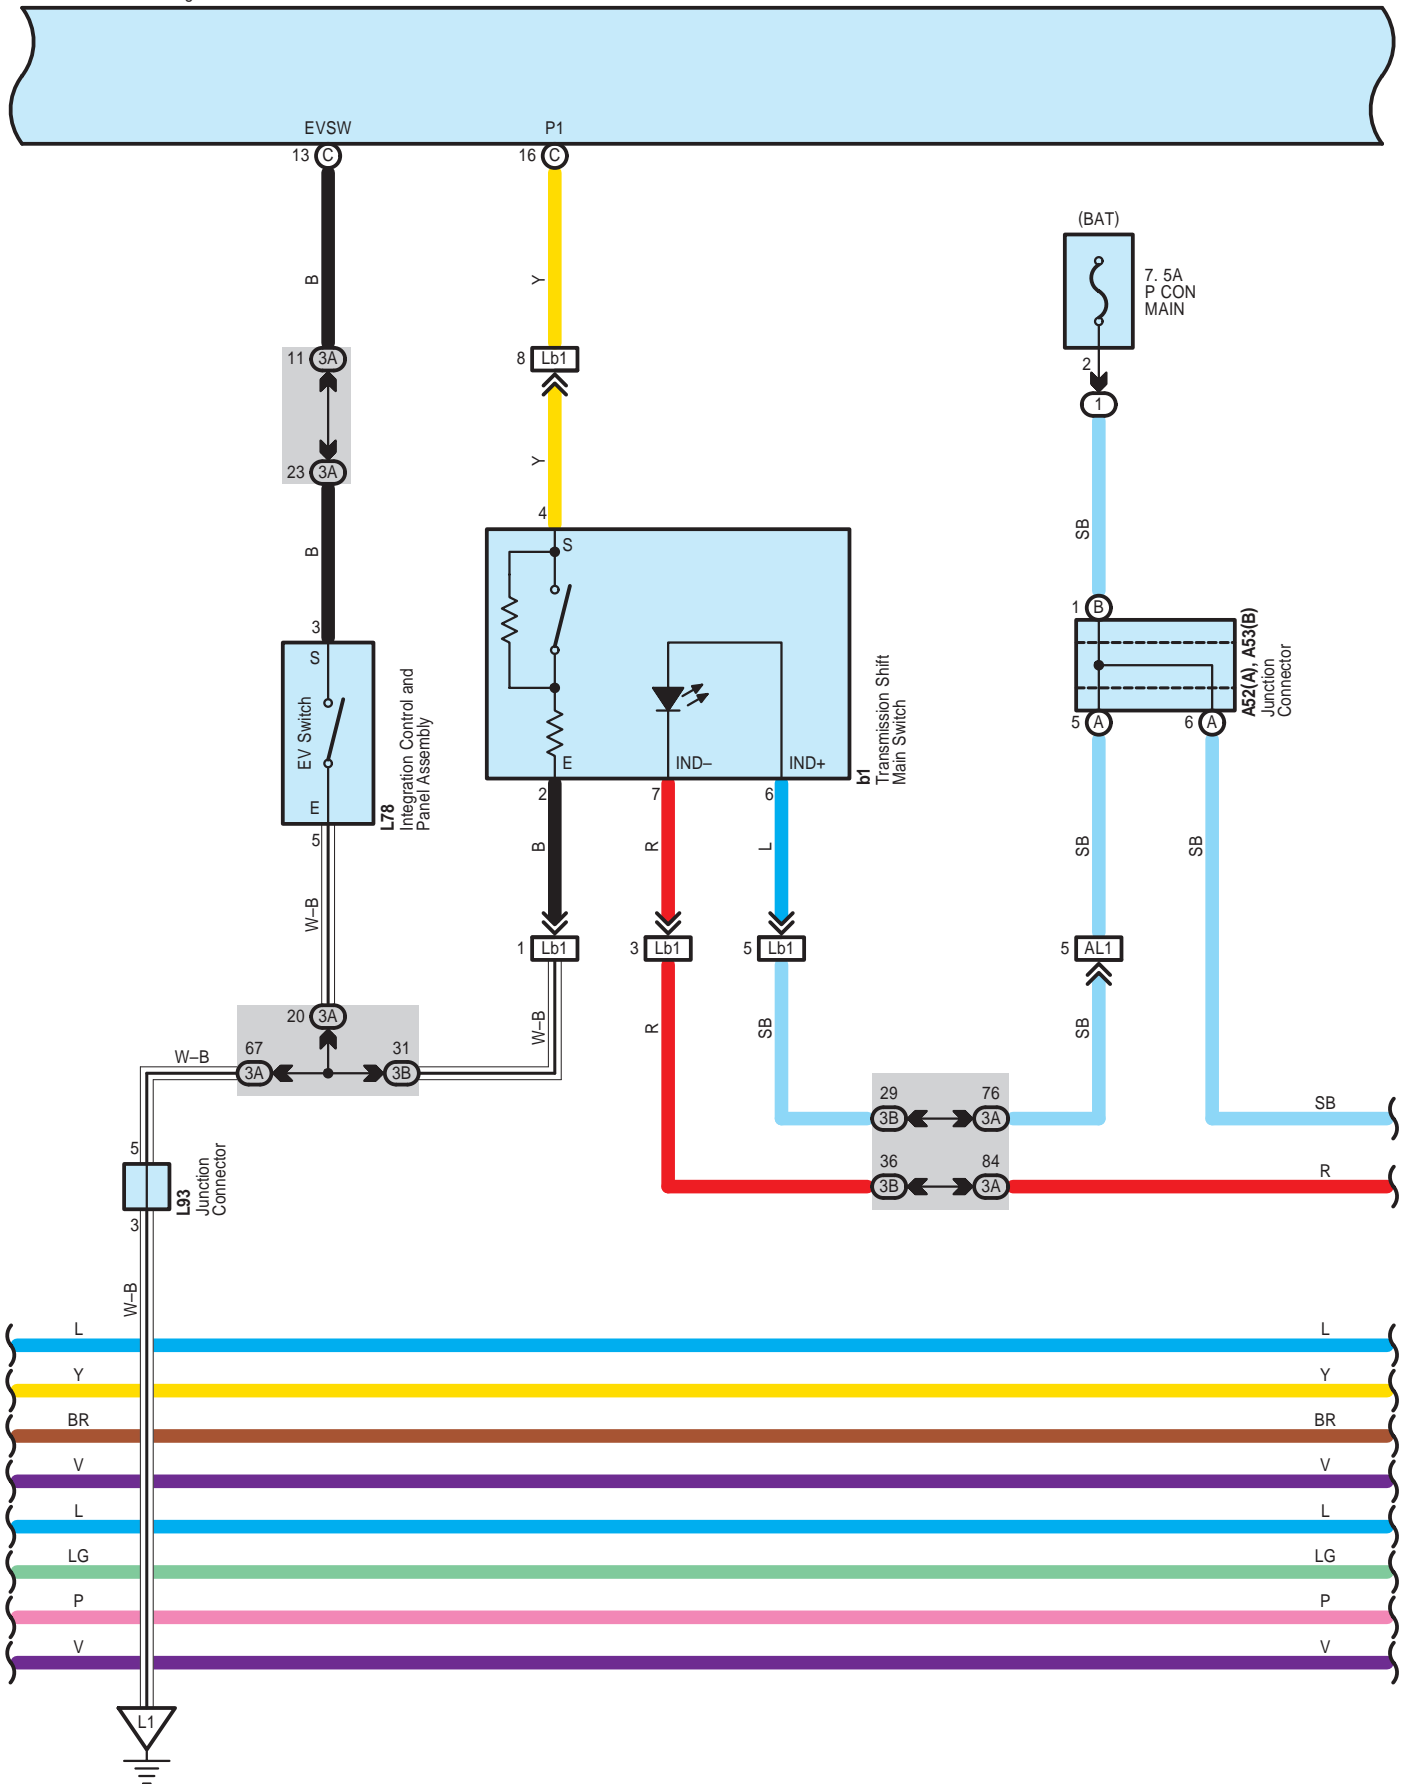 EVSW
P1
13 C
16 C
(BAT)
7. 5A
P CON
MAIN
B
Y
11 3A
8 Lb1
2
1
23 3A
Y
4
SB
B
S
1 B
3
S
EV Switch
E
L78
Integration Control and
Panel Assembly
E
IND–
IND+
b1
Transmission Shift
Main Switch
A52(A), A53(B)
Junction
Connector
5 A
6 A
5
2
7
6
W–B
B
R
L
SB
SB
1 Lb1
3 Lb1
5 Lb1
5 AL1
20 3A
W–B
R
SB
SB
W–B
67
3A
31
3B
29
3B
76
3A
SB
36
3B
84
3A
R
5
L93
Junction
Connector
3
W–B
L
L
Y
Y
BR
BR
V
V
L
L
LG
LG
P
P
V
V
L1